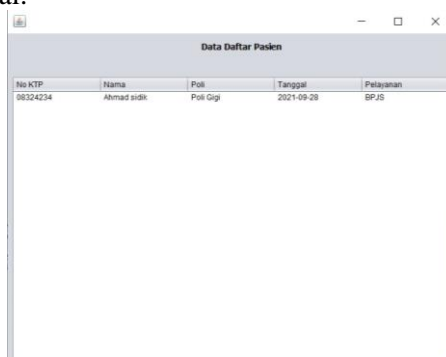 Data Daftar Pasien
No KTP Nama Poli Tanggal Pelayanan
08324234 Ahmad sidik Poli Gigi 2021-09-28 BPJS